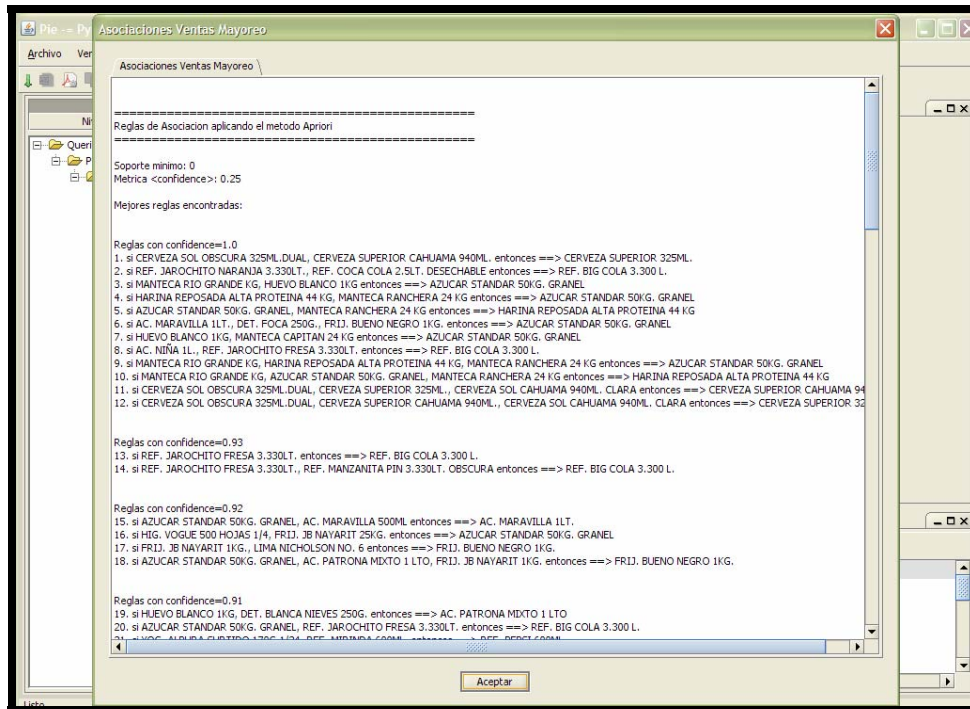 Pie -= Py
Asociaciones Ventas Mayoreo
Archivo Ver
Asociaciones Ventas Mayoreo
Ni
Queri
P
===============================================
Reglas de Asociacion aplicando el metodo Apriori
===============================================
Soporte minimo: 0
Metrica <confidence>: 0.25
Mejores reglas encontradas:
Reglas con confidence=1.0
1. si CERVEZA SOL OBSCURA 325ML.DUAL, CERVEZA SUPERIOR CAHUAMA 940ML. entonces ==> CERVEZA SUPERIOR 325ML.
2. si REF. JAROCHITO NARANJA 3.330LT., REF. COCA COLA 2.5LT. DESECHABLE entonces ==> REF. BIG COLA 3.300 L.
3. si MANTECA RIO GRANDE KG, HUEVO BLANCO 1KG entonces ==> AZUCAR STANDAR 50KG. GRANEL
4. si HARINA REPOSADA ALTA PROTEINA 44 KG, MANTECA RANCHERA 24 KG entonces ==> AZUCAR STANDAR 50KG. GRANEL
5. si AZUCAR STANDAR 50KG. GRANEL, MANTECA RANCHERA 24 KG entonces ==> HARINA REPOSADA ALTA PROTEINA 44 KG
6. si AC. MARAVILLA 1LT., DET. FOCA 250G., FRIJ. BUENO NEGRO 1KG. entonces ==> AZUCAR STANDAR 50KG. GRANEL
7. si HUEVO BLANCO 1KG, MANTECA CAPITAN 24 KG entonces ==> AZUCAR STANDAR 50KG. GRANEL
8. si AC. NIÑA 1L., REF. JAROCHITO FRESA 3.330LT. entonces ==> REF. BIG COLA 3.300 L.
9. si MANTECA RIO GRANDE KG, HARINA REPOSADA ALTA PROTEINA 44 KG, MANTECA RANCHERA 24 KG entonces ==> AZUCAR STANDAR 50KG. GRANEL
10. si MANTECA RIO GRANDE KG, AZUCAR STANDAR 50KG. GRANEL, MANTECA RANCHERA 24 KG entonces ==> HARINA REPOSADA ALTA PROTEINA 44 KG
11. si CERVEZA SOL OBSCURA 325ML.DUAL, CERVEZA SUPERIOR 325ML., CERVEZA SOL CAHUAMA 940ML. CLARA entonces ==> CERVEZA SUPERIOR CAHUAMA 94
12. si CERVEZA SOL OBSCURA 325ML.DUAL, CERVEZA SUPERIOR CAHUAMA 940ML., CERVEZA SOL CAHUAMA 940ML. CLARA entonces ==> CERVEZA SUPERIOR 32
Reglas con confidence=0.93
13. si REF. JAROCHITO FRESA 3.330LT. entonces ==> REF. BIG COLA 3.300 L.
14. si REF. JAROCHITO FRESA 3.330LT., REF. MANZANITA PIN 3.330LT. OBSCURA entonces ==> REF. BIG COLA 3.300 L.
Reglas con confidence=0.92
15. si AZUCAR STANDAR 50KG. GRANEL, AC. MARAVILLA 500ML entonces ==> AC. MARAVILLA 1LT.
16. si HIG. VOGUE 500 HOJAS 1/4, FRIJ. JB NAYARIT 25KG. entonces ==> AZUCAR STANDAR 50KG. GRANEL
17. si FRIJ. JB NAYARIT 1KG., LIMA NICHOLSON NO. 6 entonces ==> FRIJ. BUENO NEGRO 1KG.
18. si AZUCAR STANDAR 50KG. GRANEL, AC. PATRONA MIXTO 1 LTO, FRIJ. JB NAYARIT 1KG. entonces ==> FRIJ. BUENO NEGRO 1KG.
Reglas con confidence=0.91
19. si HUEVO BLANCO 1KG, DET. BLANCA NIEVES 250G. entonces ==> AC. PATRONA MIXTO 1 LTO
20. si AZUCAR STANDAR 50KG. GRANEL, REF. JAROCHITO FRESA 3.330LT. entonces ==> REF. BIG COLA 3.300 L.
Aceptar
Listo